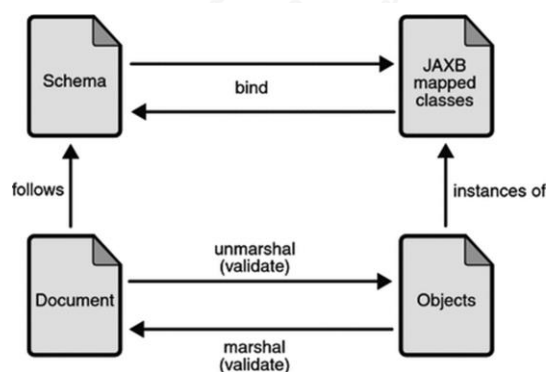 Schema
JAXB
mapped
classes
bind
follows
instances of
unmarshal
(validate)
Document
Objects
marshal
(validate)